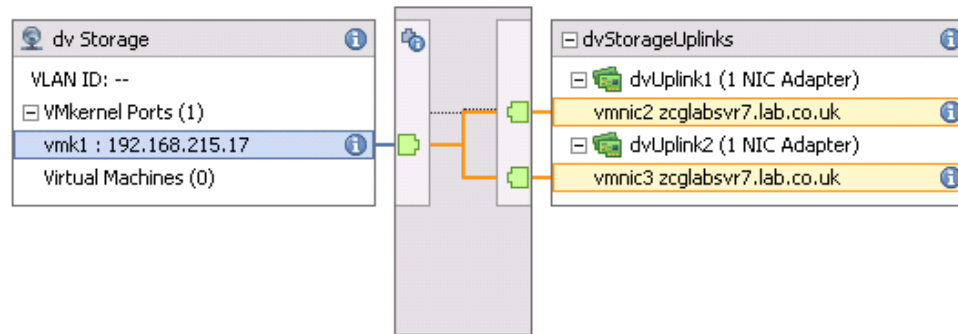 dv Storage
VLAN ID: --
VMkernel Ports (1)
vmk1 : 192.168.215.17
Virtual Machines (0)
dvStorageUplinks
dvUplink1 (1 NIC Adapter)
vmnic2 zcglabsvr7.lab.co.uk
dvUplink2 (1 NIC Adapter)
vmnic3 zcglabsvr7.lab.co.uk